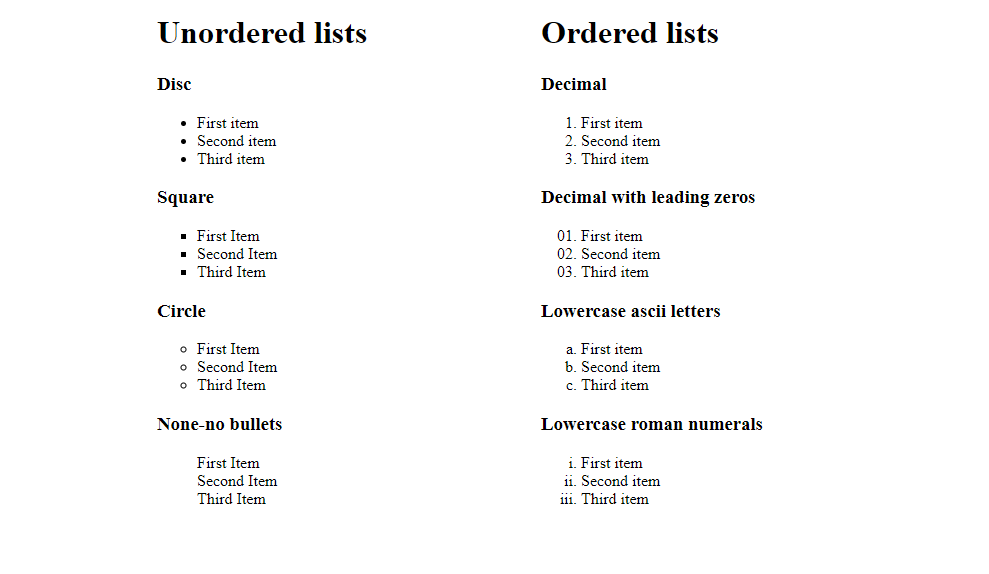 Unordered lists
Disc
• First item
• Second item
• Third item
Square
▪ First Item
▪ Second Item
▪ Third Item
Circle
○ First Item
○ Second Item
○ Third Item
None-no bullets
First Item
Second Item
Third Item
Ordered lists
Decimal
1. First item
2. Second item
3. Third item
Decimal with leading zeros
01. First item
02. Second item
03. Third item
Lowercase ascii letters
a. First item
b. Second item
c. Third item
Lowercase roman numerals
i. First item
ii. Second item
iii. Third item